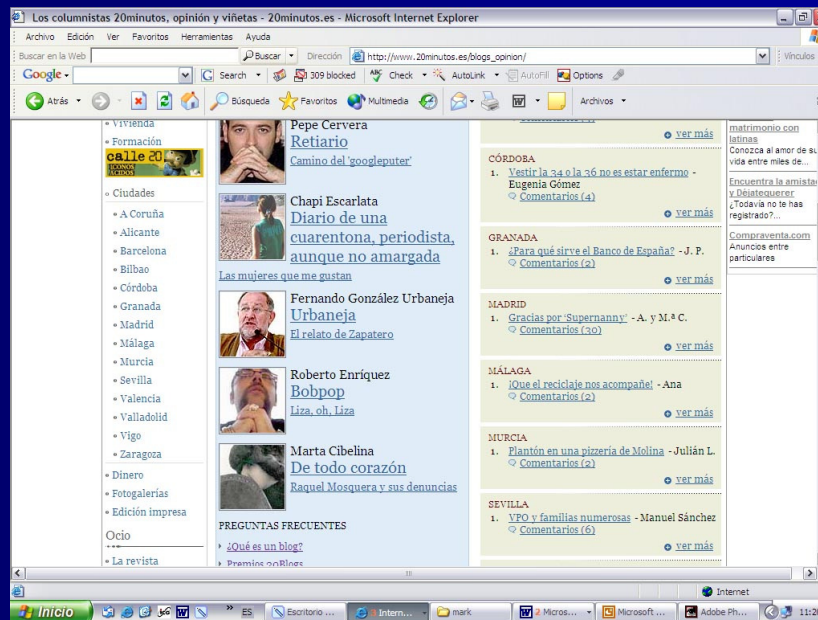 Los columnistas 20minutos, opinión y viñetas - 20minutos.es - Microsoft Internet Explorer
Archivo Edición Ver Favoritos Herramientas Ayuda
Buscar en la Web Buscar Dirección http://www.20minutos.es/blogs_opinion/ Vínculos
Google Search 309 blocked Check AutoLink AutoFill Options
Atrás Búsqueda Favoritos Multimedia Archivos
Vivienda
Formación
calle 20
ICONOS
ÁCIDOS
Ciudades
A Coruña
Alicante
Barcelona
Bilbao
Córdoba
Granada
Madrid
Málaga
Murcia
Sevilla
Valencia
Valladolid
Vigo
Zaragoza
Dinero
Fotogalerías
Edición impresa
Ocio
La revista
Pepe Cervera
Retiario
Camino del 'googleputer'
Chapi Escarlata
Diario de una
cuarentona, periodista,
aunque no amargada
Las mujeres que me gustan
Fernando González Urbaneja
Urbaneja
El relato de Zapatero
Roberto Enríquez
Bobpop
Liza, oh, Liza
Marta Cibelina
De todo corazón
Raquel Mosquera y sus denuncias
PREGUNTAS FRECUENTES
¿Qué es un blog?
Premios 20Blogs
ver más
CÓRDOBA
1. Vestir la 34 o la 36 no es estar enfermo -
Eugenia Gómez
Comentarios (4)
ver más
GRANADA
1. ¿Para qué sirve el Banco de España? - J. P.
Comentarios (2)
ver más
MADRID
1. Gracias por 'Supernanny' - A. y M.ª C.
Comentarios (30)
ver más
MÁLAGA
1. ¡Que el reciclaje nos acompañe! - Ana
Comentarios (2)
ver más
MURCIA
1. Plantón en una pizzería de Molina - Julián L.
Comentarios (2)
ver más
SEVILLA
1. VPO y familias numerosas - Manuel Sánchez
Comentarios (6)
ver más
matrimonio con
latinas
Conozca al amor de su
vida entre miles de...
Encuentra la amista
y Déjatequerer
¿Todavía no te has
registrado?...
Compraventa.com
Anuncios entre
particulares
Internet
Inicio ES Escritorio ... Intern... mark 2 Micros... Microsoft ... Adobe Ph... 11:20